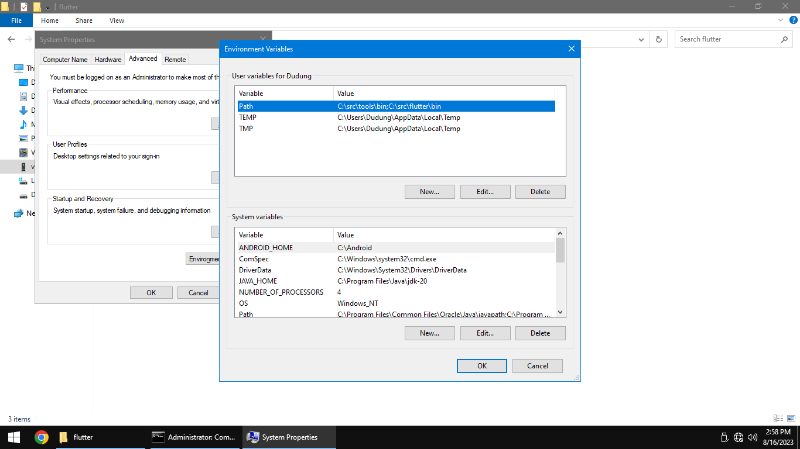 flutter
File Home Share View
Search flutter
System Properties
Computer Name Hardware Advanced Remote
You must be logged on as an Administrator to make most of th
Performance
Visual effects, processor scheduling, memory usage, and virt
User Profiles
Desktop settings related to your sign-in
Startup and Recovery
System startup, system failure, and debugging information
Environme
OK Cancel
Environment Variables
User variables for Dudung
Variable Value
Path C:\src\tools\bin;C:\src\flutter\bin
TEMP C:\Users\Dudung\AppData\Local\Temp
TMP C:\Users\Dudung\AppData\Local\Temp
New... Edit... Delete
System variables
Variable Value
ANDROID_HOME C:\Android
ComSpec C:\Windows\system32\cmd.exe
DriverData C:\Windows\System32\Drivers\DriverData
JAVA_HOME C:\Program Files\Java\jdk-20
NUMBER_OF_PROCESSORS 4
OS Windows_NT
Path C:\Program Files\Common Files\Oracle\Java\javapath;C:\Program ...
New... Edit... Delete
OK Cancel
3 items
flutter
Administrator: Com...
System Properties
2:58 PM
8/16/2023